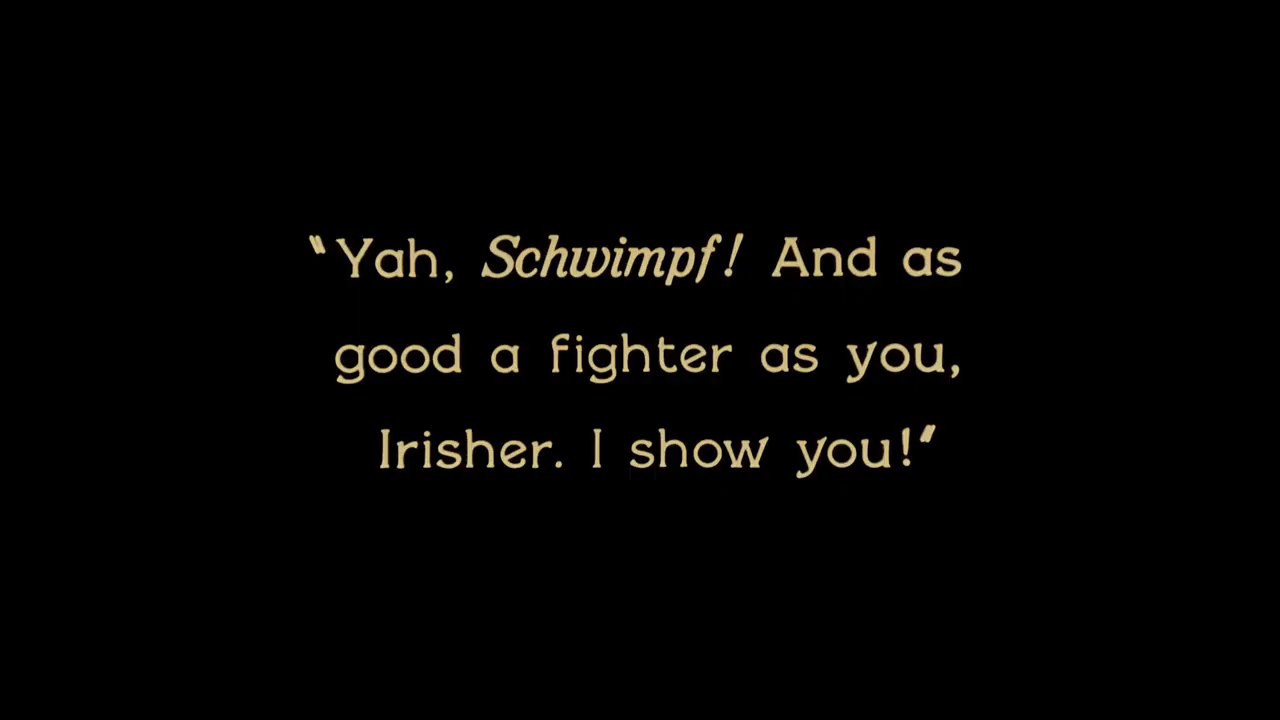 "Yah, Schwimpf! And as
good a fighter as you,
Irisher. I show you!"